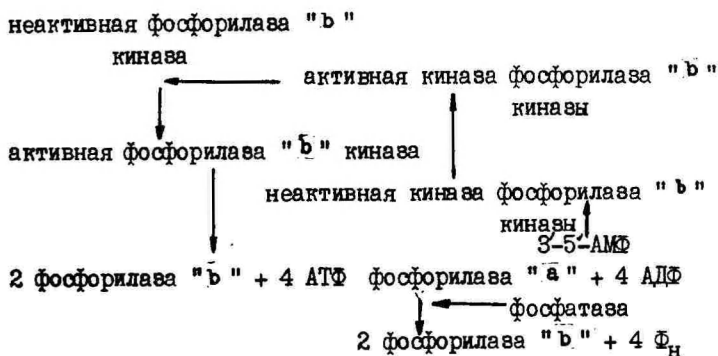 неактивная фосфорилаза "b"
киназа
активная киназа фосфорилаза "b"
киназы
активная фосфорилаза "b" киназа
неактивная киназа фосфорилаза "b"
киназы
3'-5'-АМФ
2 фосфорилаза "b" + 4 АТФ фосфорилаза "a" + 4 АДФ
фосфатаза
2 фосфорилаза "b" + 4 Фн